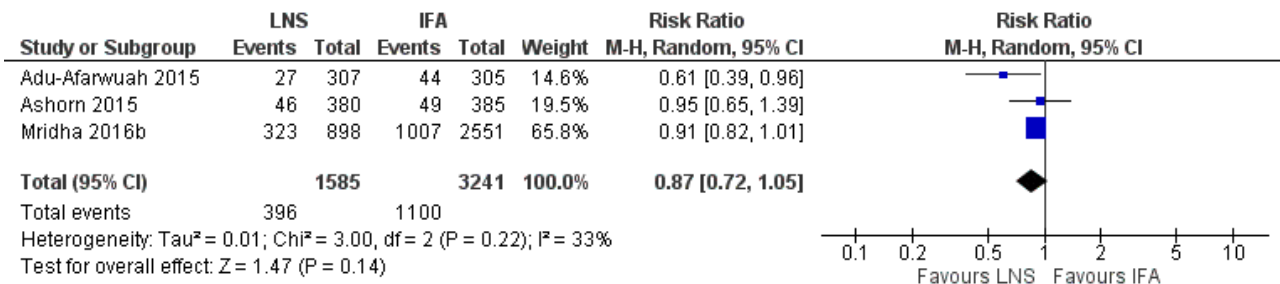 LNS IFA Risk Ratio Risk Ratio
Study or Subgroup Events Total Events Total Weight M-H, Random, 95% CI M-H, Random, 95% CI
Adu-Afarwuah 2015 27 307 44 305 14.6% 0.61 [0.39, 0.96]
Ashorn 2015 46 380 49 385 19.5% 0.95 [0.65, 1.39]
Mridha 2016b 323 898 1007 2551 65.8% 0.91 [0.82, 1.01]
Total (95% CI) 1585 3241 100.0% 0.87 [0.72, 1.05]
Total events 396 1100
Heterogeneity: Tau² = 0.01; Chi² = 3.00, df = 2 (P = 0.22); I² = 33%
Test for overall effect: Z = 1.47 (P = 0.14)
0.1 0.2 0.5 1 2 5 10
Favours LNS Favours IFA